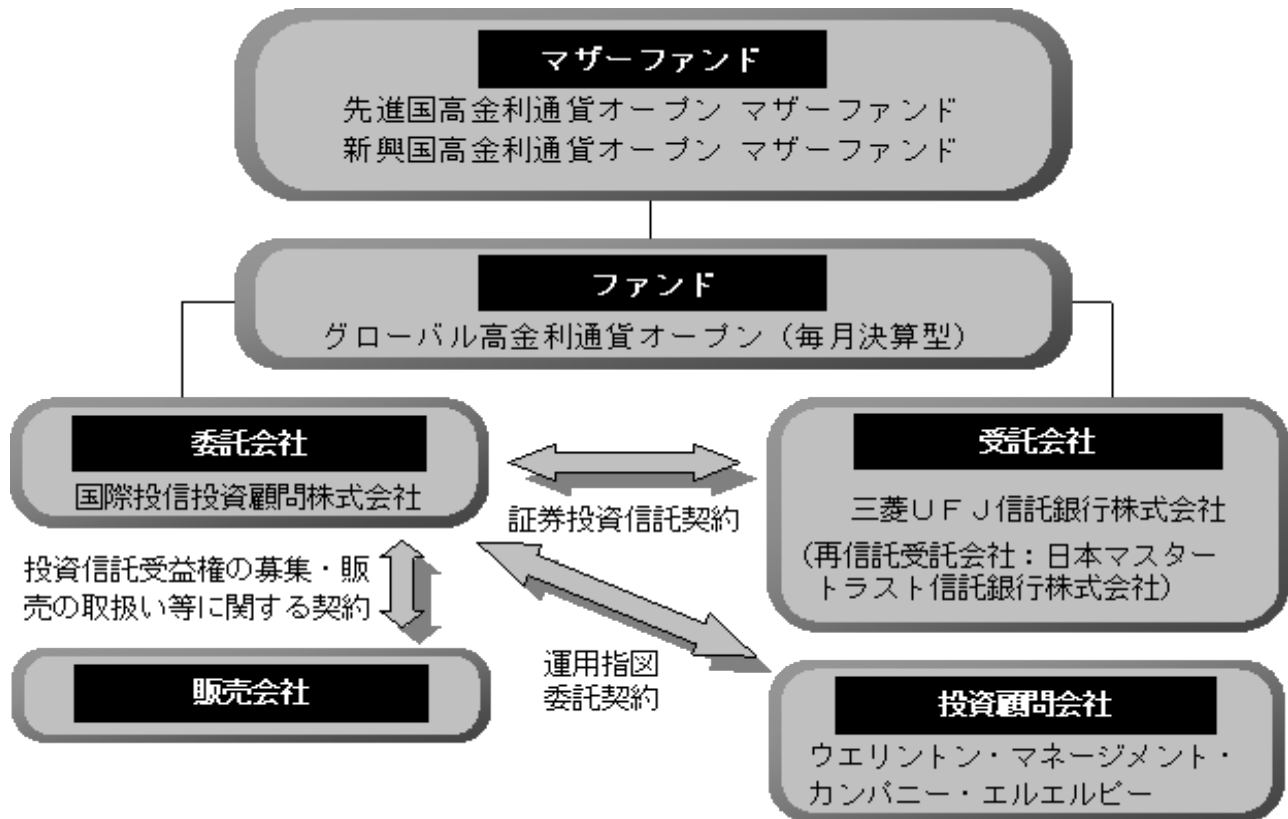 マザーファンド
先進国高金利通貨オープン マザーファンド
新興国高金利通貨オープン マザーファンド
ファンド
グローバル高金利通貨オープン（毎月決算型）
委託会社
国際投信投資顧問株式会社
受託会社
三菱ＵＦＪ信託銀行株式会社
（再信託受託会社：日本マスター
トラスト信託銀行株式会社）
証券投資信託契約
投資信託受益権の募集・販
売の取扱い等に関する契約
運用指図
委託契約
販売会社
投資顧問会社
ウエリントン・マネージメント・
カンパニー・エルエルピー